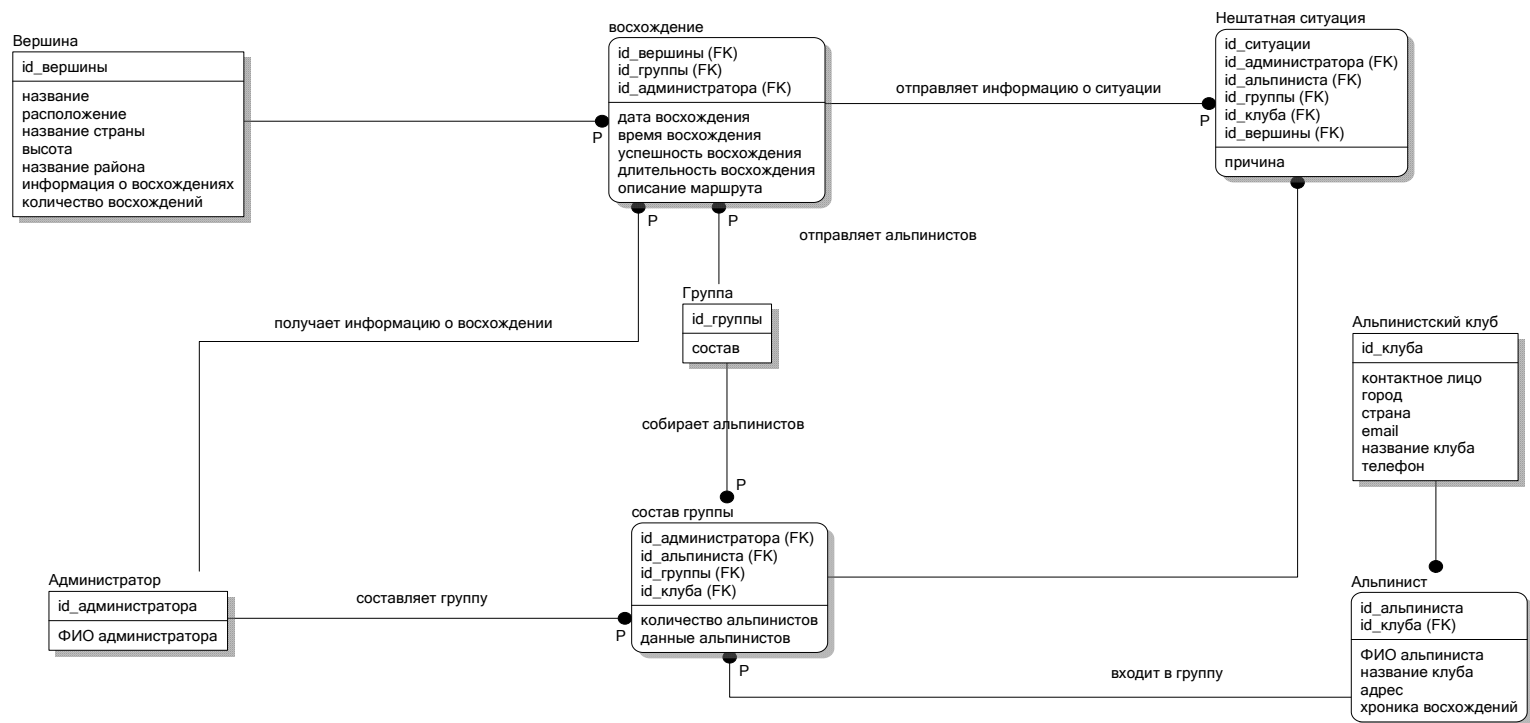 Вершина
id_вершины
название
расположение
название страны
высота
название района
информация о восхождениях
количество восхождений
P
восхождение
id_вершины (FK)
id_группы (FK)
id_администратора (FK)
дата восхождения
время восхождения
успешность восхождения
длительность восхождения
описание маршрута
P
P
отправляет информацию о ситуации
P
Нештатная ситуация
id_ситуации
id_администратора (FK)
id_альпиниста (FK)
id_группы (FK)
id_клуба (FK)
id_вершины (FK)
причина
отправляет альпинистов
получает информацию о восхождении
Группа
id_группы
состав
собирает альпинистов
P
Альпинистский клуб
id_клуба
контактное лицо
город
страна
email
название клуба
телефон
Администратор
id_администратора
ФИО администратора
составляет группу
P
состав группы
id_администратора (FK)
id_альпиниста (FK)
id_группы (FK)
id_клуба (FK)
количество альпинистов
данные альпинистов
P
входит в группу
Альпинист
id_альпиниста
id_клуба (FK)
ФИО альпиниста
название клуба
адрес
хроника восхождений